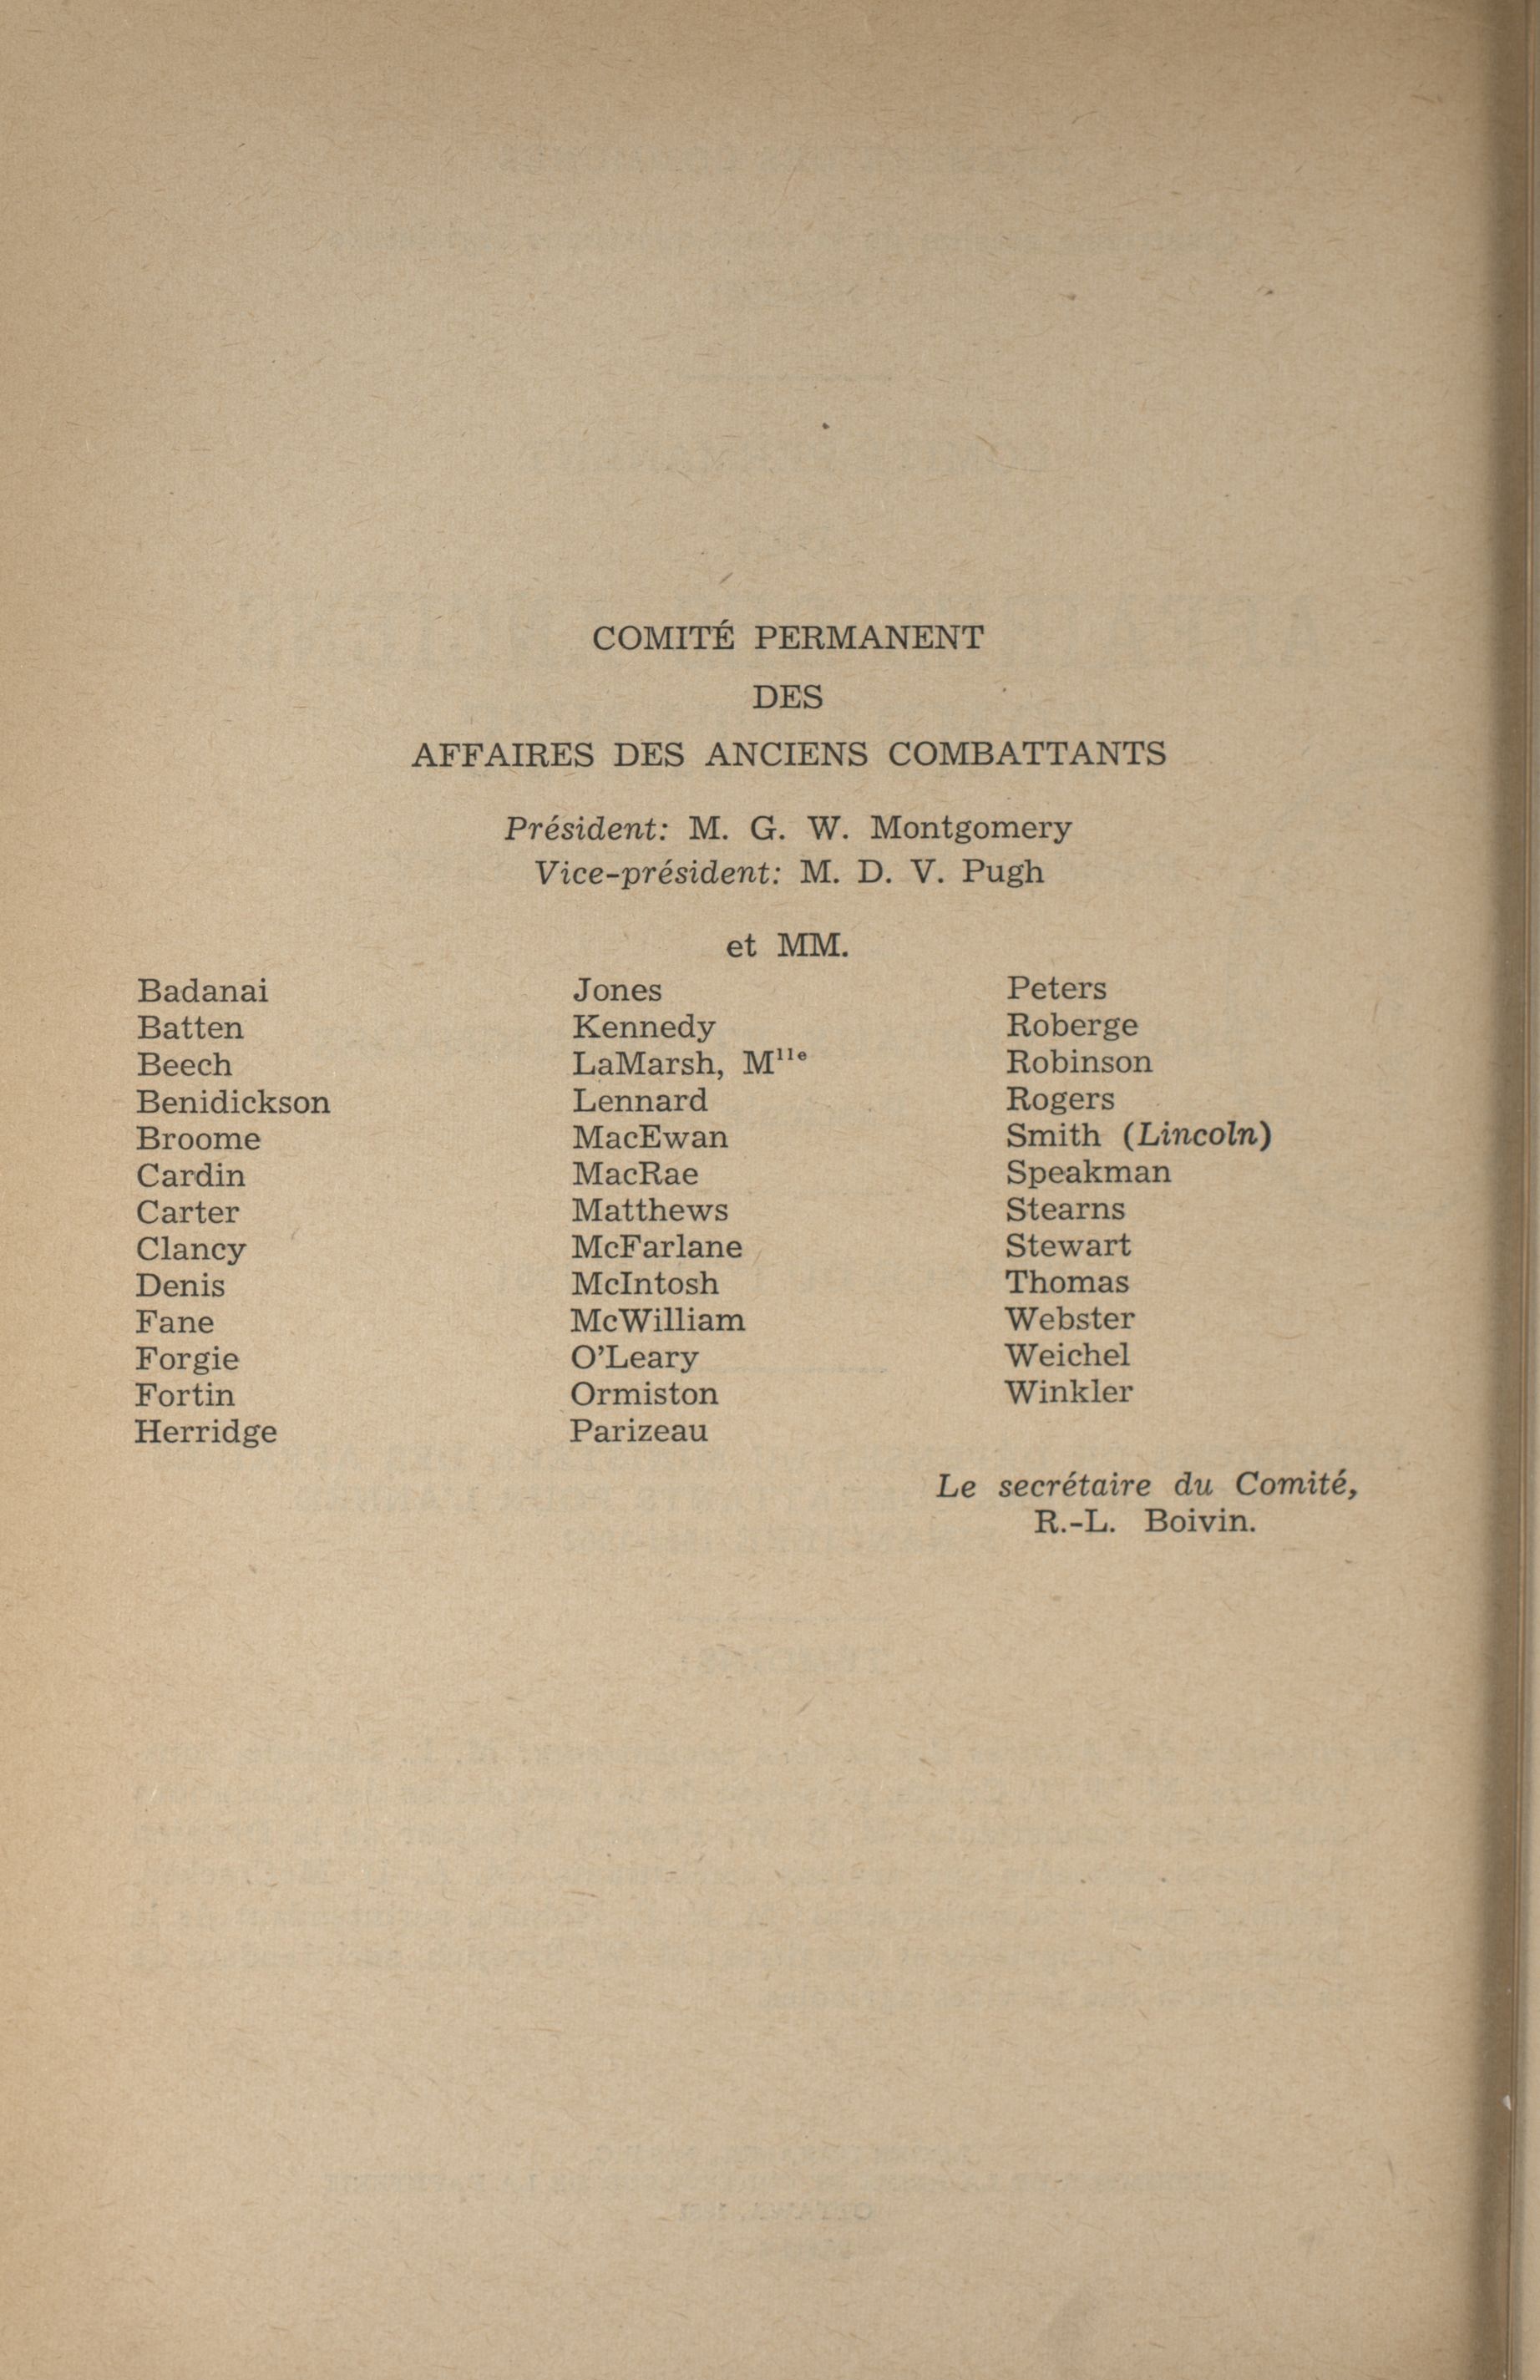 COMITÉ PERMANENT
DES
AFFAIRES DES ANCIENS COMBATTANTS
Président: M. G. W. Montgomery
Vice-président: M. D. V. Pugh
et MM.
Badanai
Batten
Beech
Benidickson
Broome
Cardin
Carter
Clancy
Denis
Fane
Forgie
Fortin
Herridge
Jones
Kennedy
LaMarsh, Mlle
Lennard
MacEwan
MacRae
Matthews
McFarlane
McIntosh
McWilliam
O'Leary
Ormiston
Parizeau
Peters
Roberge
Robinson
Rogers
Smith (Lincoln)
Speakman
Stearns
Stewart
Thomas
Webster
Weichel
Winkler
Le secrétaire du Comité,
R.-L. Boivin.